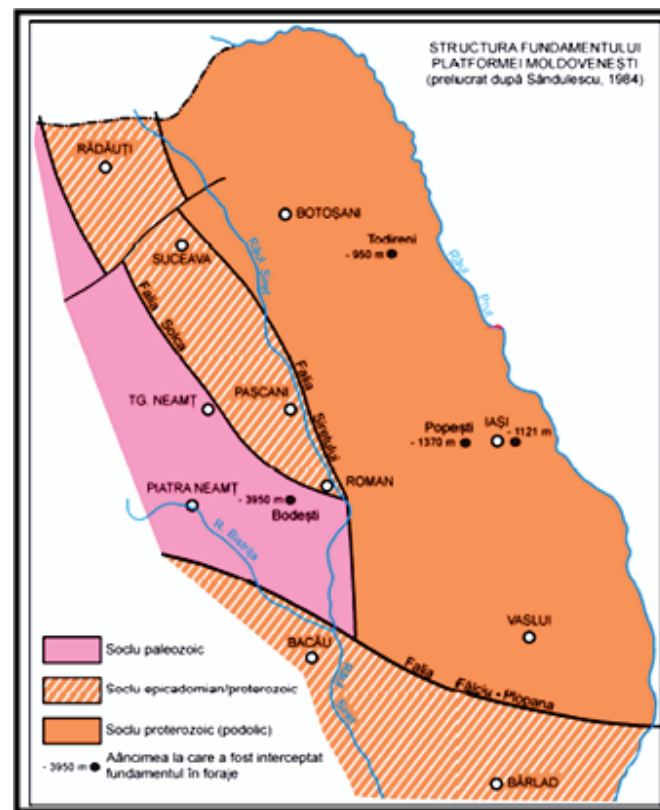 STRUCTURA FUNDAMENTULUI
PLATFORMEI MOLDOVENEȘTI
(prelucrat după Săndulescu, 1984)
RĂDĂUȚI
BOTOȘANI
SUCEAVA
Todireni
- 950 m
Râul Siret
Râul Prut
Falia Solca
Falia Siretului
TG. NEAMȚ
PAȘCANI
Popești
- 1370 m
IAȘI
- 1121 m
ROMAN
PIATRA NEAMȚ
- 3950 m
Bodești
R. Bistrița
VASLUI
BACĂU
Falia Fălciu - Plopana
Râul Siret
BÂRLAD
Soclu paleozoic
Soclu epicadomian/proterozoic
Soclu proterozoic (podolic)
- 3950 m
Aâncimea la care a fost interceptat
fundamentul în foraje